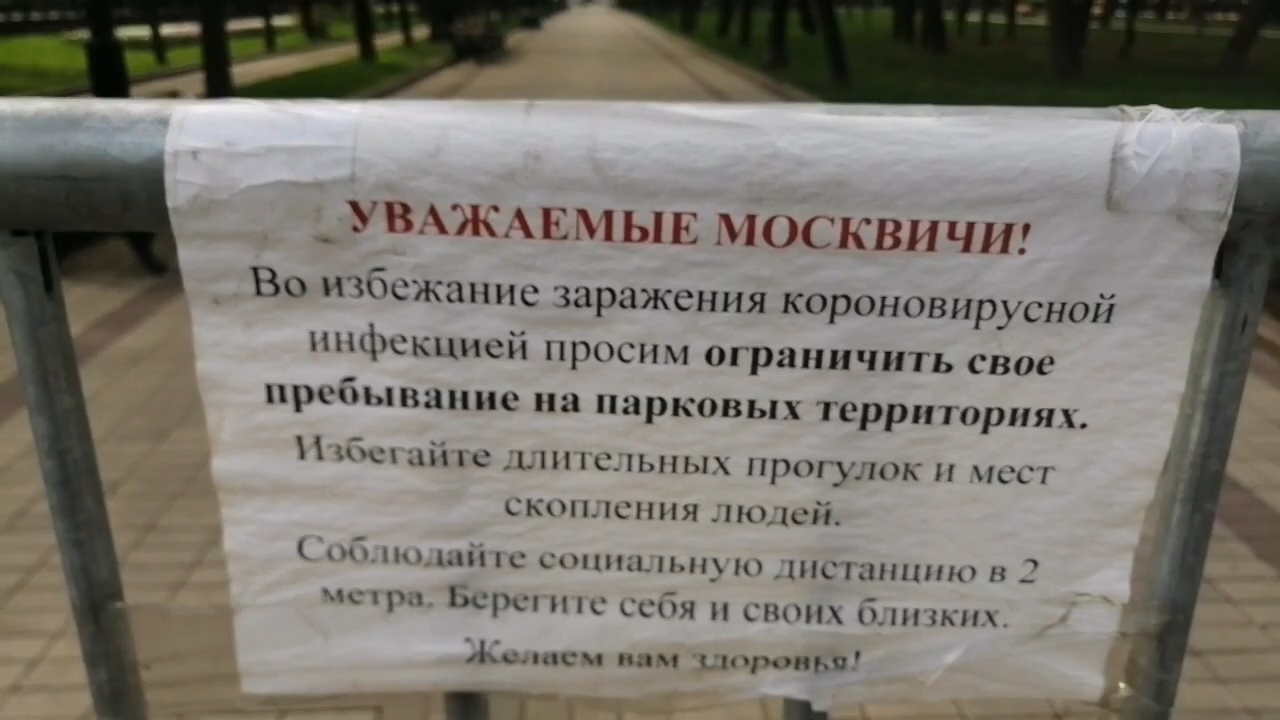 УВАЖАЕМЫЕ МОСКВИЧИ!
Во избежание заражения короновирусной
инфекцией просим ограничить свое
пребывание на парковых территориях.
Избегайте длительных прогулок и мест
скопления людей.
Соблюдайте социальную дистанцию в 2
метра. Берегите себя и своих близких.
Желаем вам здоровья!